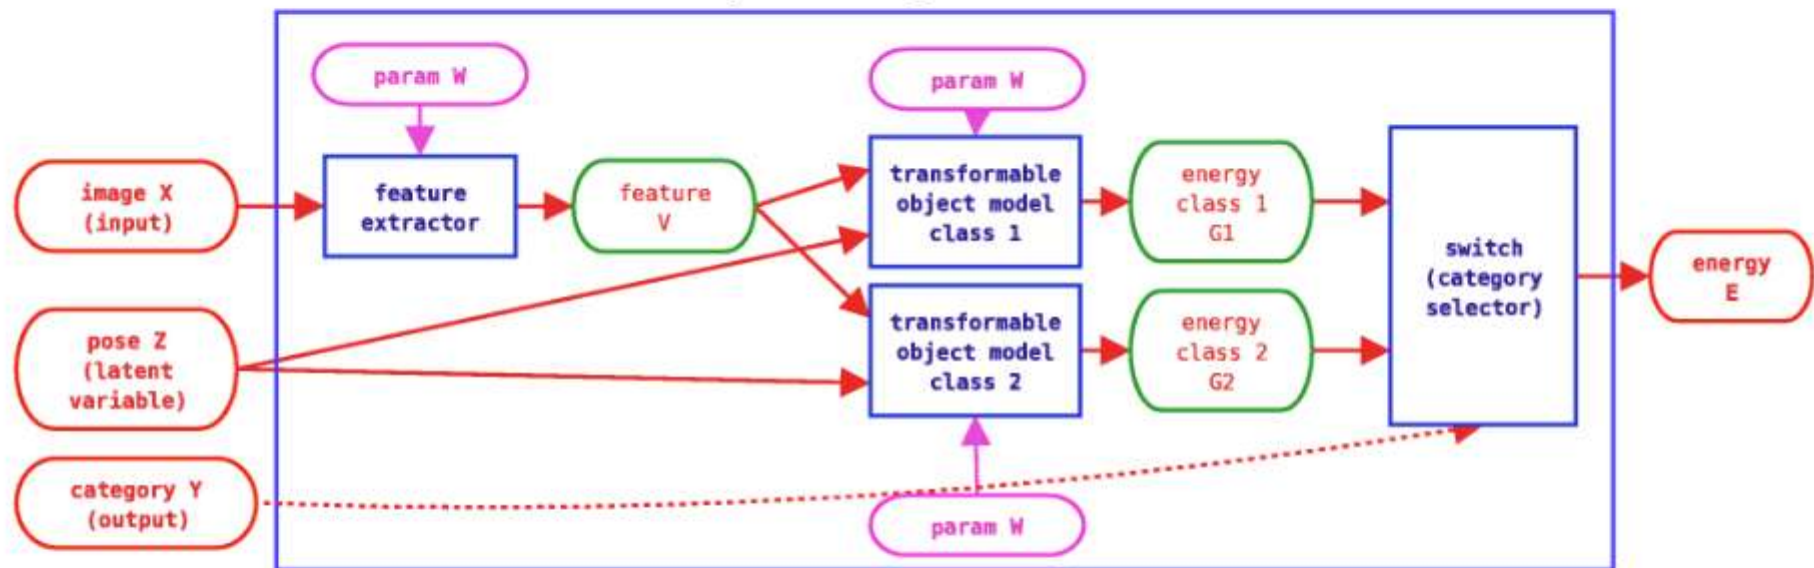 param W
param W
image X
(input)
feature
extractor
feature
V
transformable
object model
class 1
energy
class 1
G1
switch
(category
selector)
energy
E
pose Z
(latent
variable)
transformable
object model
class 2
energy
class 2
G2
category Y
(output)
param W